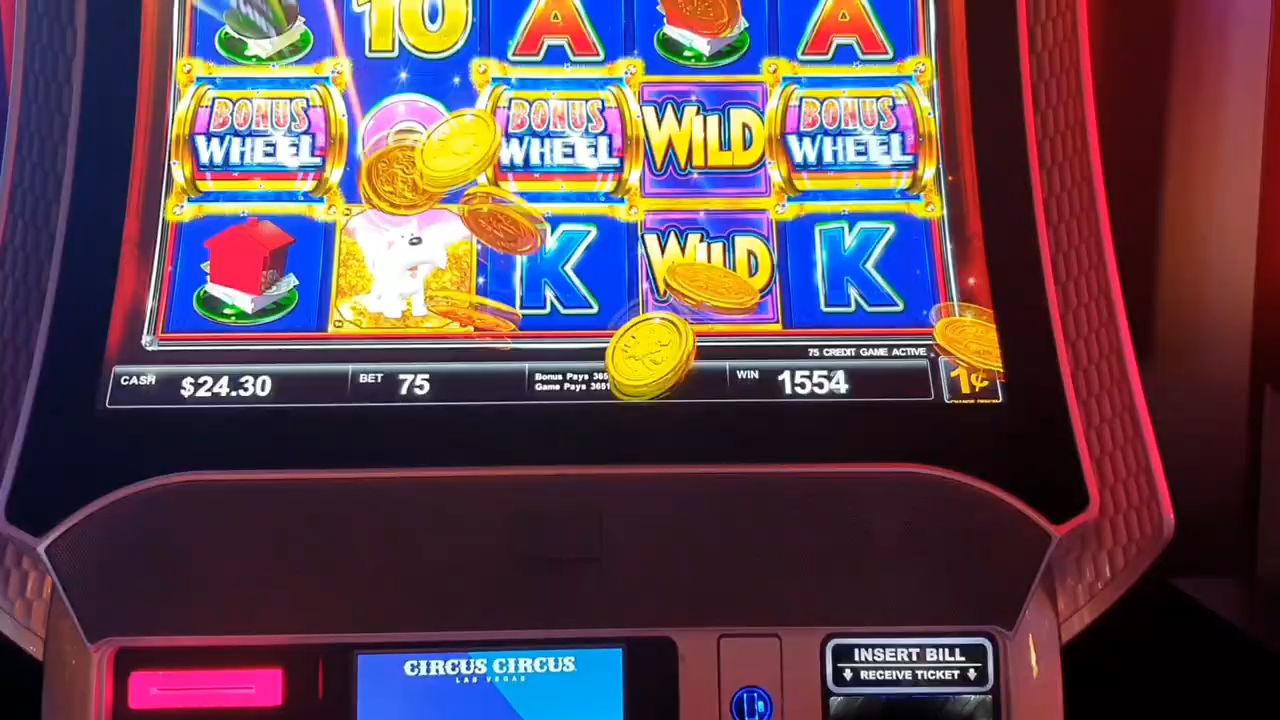 10 A A
BONUS WHEEL BONUS WHEEL WILD BONUS WHEEL
K WILD K
75 CREDIT GAME ACTIVE
CASH $24.30 BET 75 Bonus Pays WIN 1554 1¢
Game Pays
CIRCUS CIRCUS
LAS VEGAS
INSERT BILL
RECEIVE TICKET